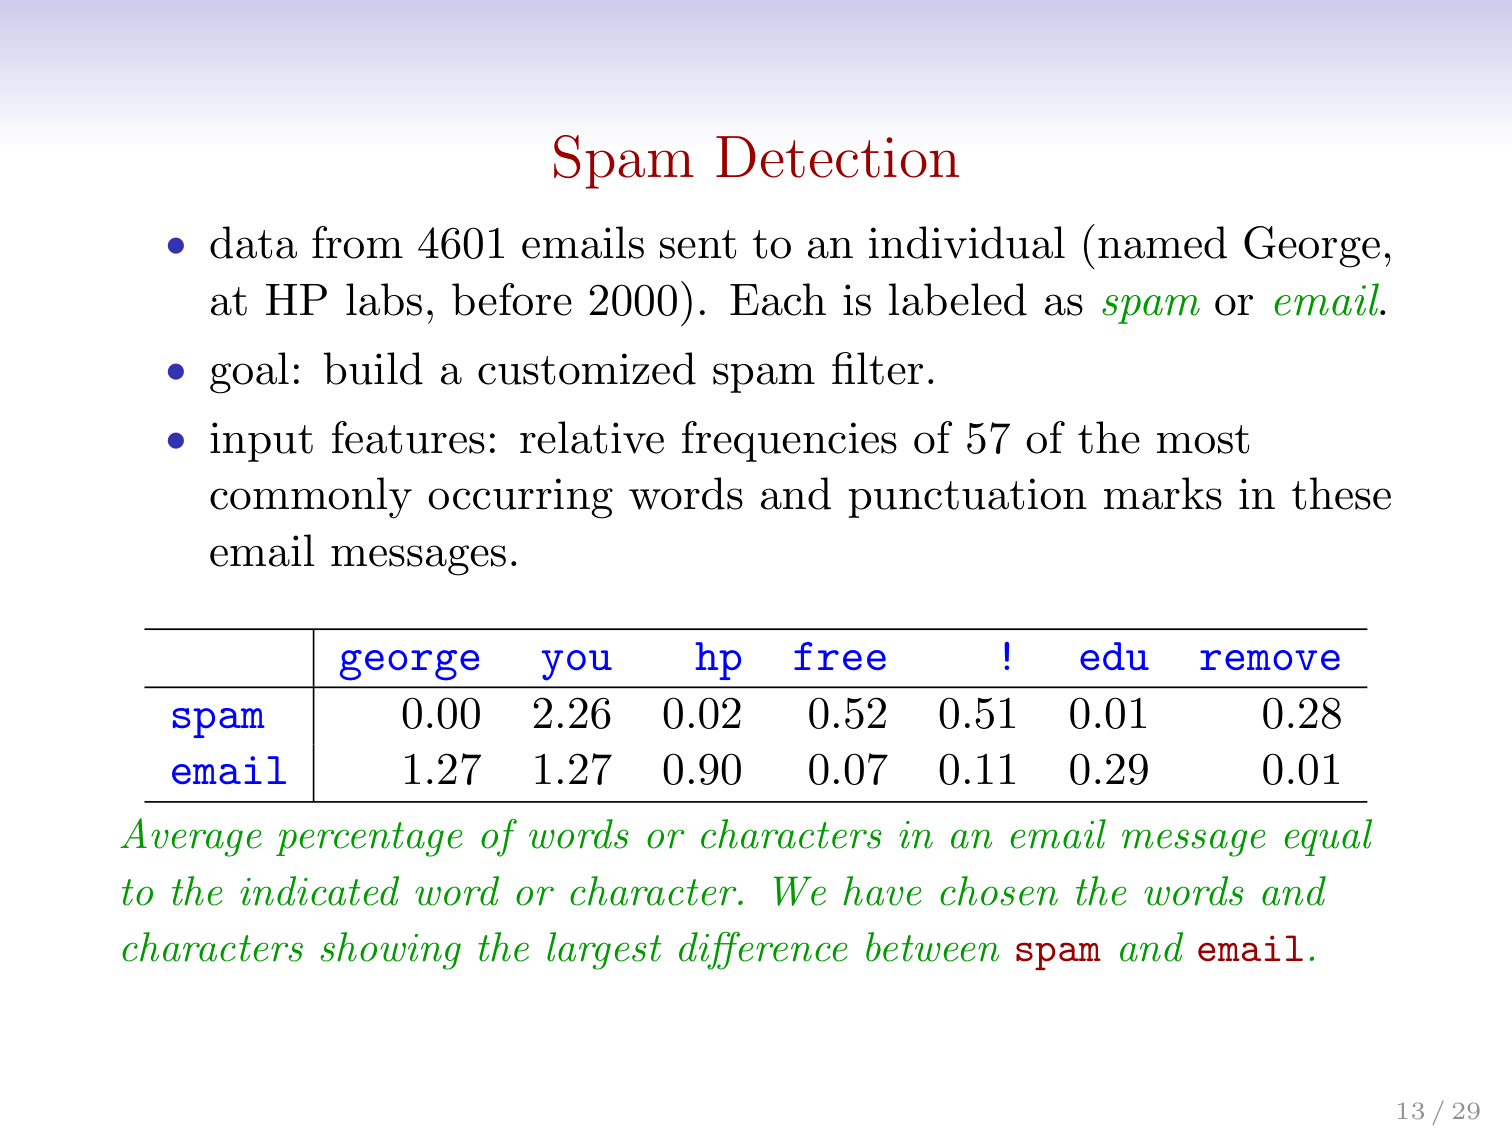 Spam Detection
• data from 4601 emails sent to an individual (named George,
at HP labs, before 2000). Each is labeled as spam or email.
• goal: build a customized spam filter.
• input features: relative frequencies of 57 of the most
commonly occurring words and punctuation marks in these
email messages.
george you hp free ! edu remove
spam 0.00 2.26 0.02 0.52 0.51 0.01 0.28
email 1.27 1.27 0.90 0.07 0.11 0.29 0.01
Average percentage of words or characters in an email message equal
to the indicated word or character. We have chosen the words and
characters showing the largest difference between spam and email.
13 / 29